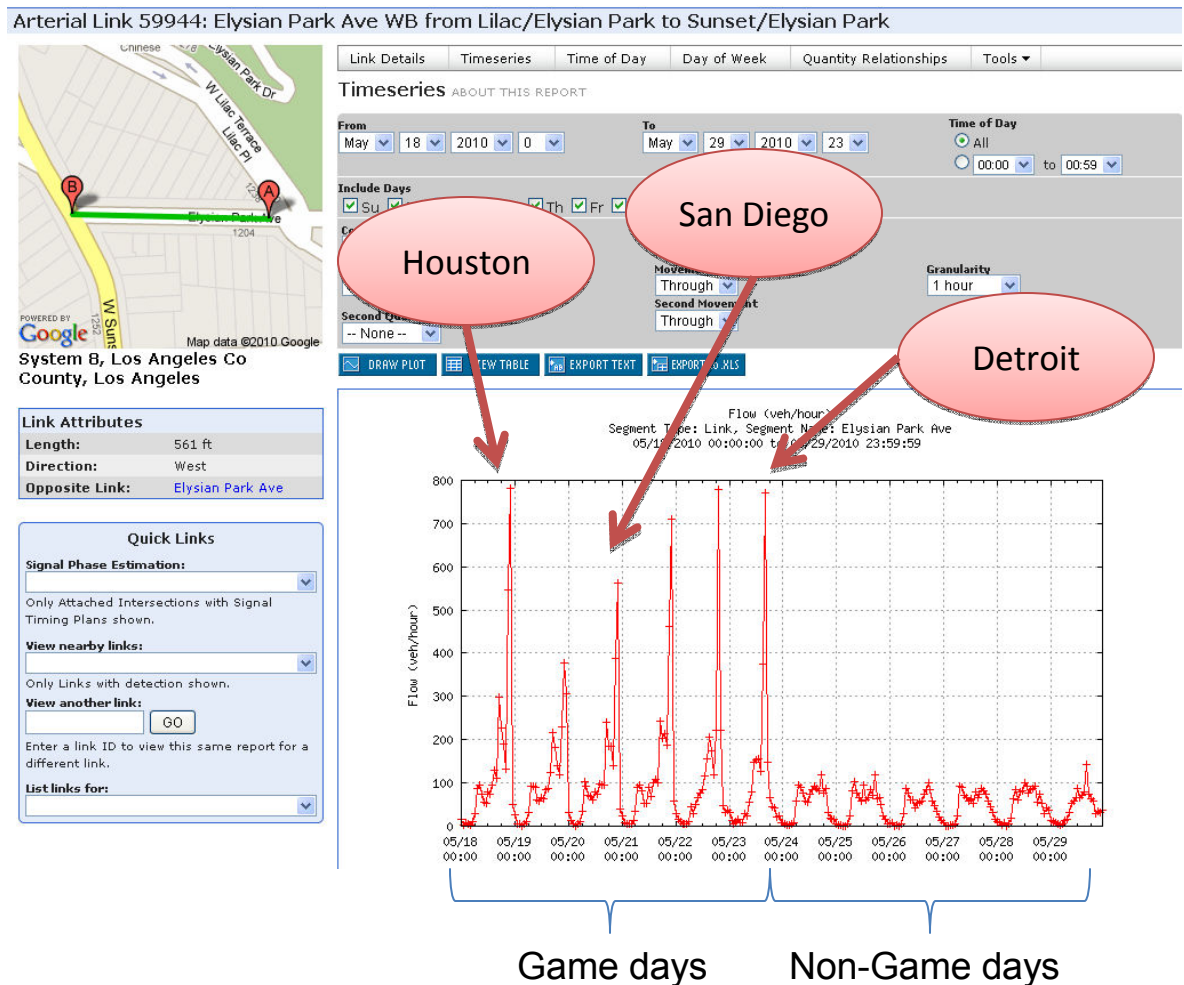 Arterial Link 59944: Elysian Park Ave WB from Lilac/Elysian Park to Sunset/Elysian Park
Chinese
Elysian Park Dr
W Lilac Terrace
Lilac Pl
B
A
Elysian Park Ave
1204
1252
W Suns
POWERED BY
Google
Map data ©2010 Google
System 8, Los Angeles Co
County, Los Angeles
Link Attributes
Length: 561 ft
Direction: West
Opposite Link: Elysian Park Ave
Quick Links
Signal Phase Estimation:
Only Attached Intersections with Signal
Timing Plans shown.
View nearby links:
Only Links with detection shown.
View another link:
GO
Enter a link ID to view this same report for a
different link.
List links for:
Link Details Timeseries Time of Day Day of Week Quantity Relationships Tools ▾
Timeseries ABOUT THIS REPORT
From To Time of Day
May 18 2010 0 May 29 2010 23 All
00:00 to 00:59
Include Days
Su Th Fr
Houston
San Diego
Detroit
Through
Granularity
1 hour
Second Movement
Through
Second
-- None --
DRAW PLOT VIEW TABLE EXPORT TEXT EXPORT TO .XLS
Flow (veh/hour)
Segment Type: Link, Segment Name: Elysian Park Ave
05/18/2010 00:00:00 to 05/29/2010 23:59:59
Flow (veh/hour)
800
700
600
500
400
300
200
100
0
05/18 05/19 05/20 05/21 05/22 05/23 05/24 05/25 05/26 05/27 05/28 05/29
00:00 00:00 00:00 00:00 00:00 00:00 00:00 00:00 00:00 00:00 00:00 00:00
Game days Non-Game days